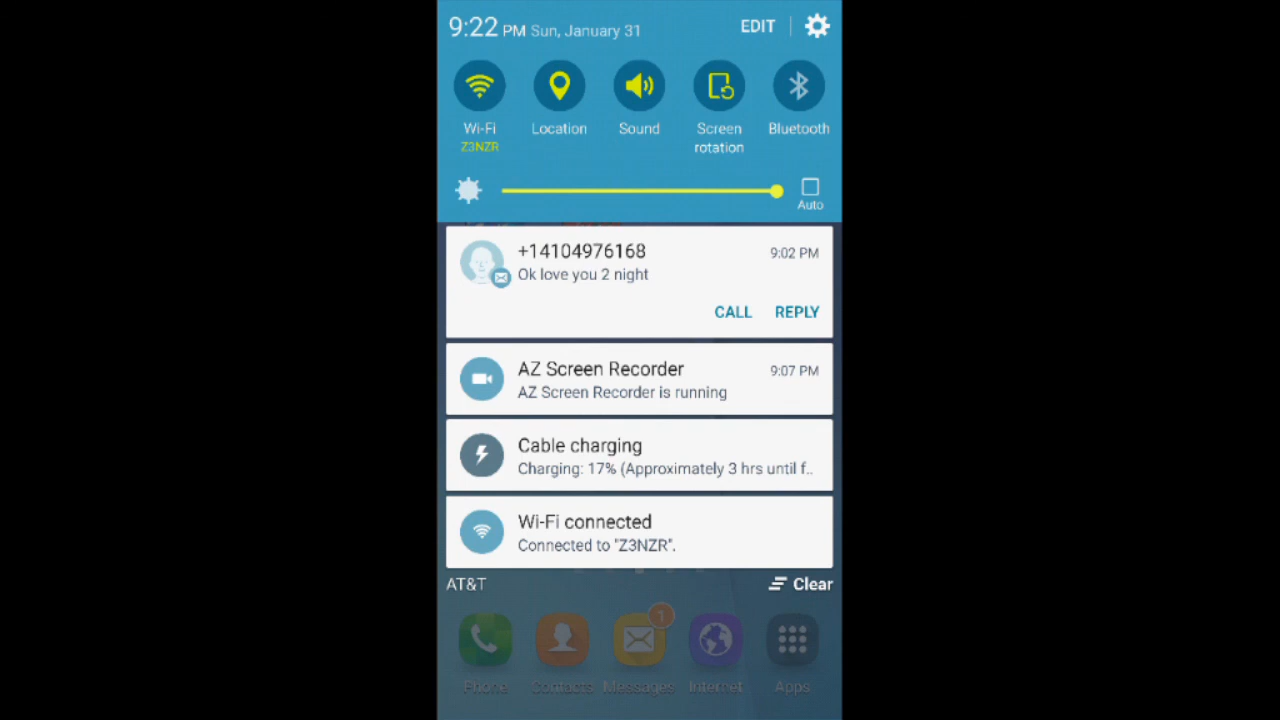 9:22 PM Sun, January 31 EDIT
Wi-Fi Location Sound Screen rotation Bluetooth
Z3NZR
Auto
+14104976168 9:02 PM
Ok love you 2 night
CALL REPLY
AZ Screen Recorder 9:07 PM
AZ Screen Recorder is running
Cable charging
Charging: 17% (Approximately 3 hrs until f..
Wi-Fi connected
Connected to "Z3NZR".
AT&T Clear
1
Phone Contacts Messages Internet Apps